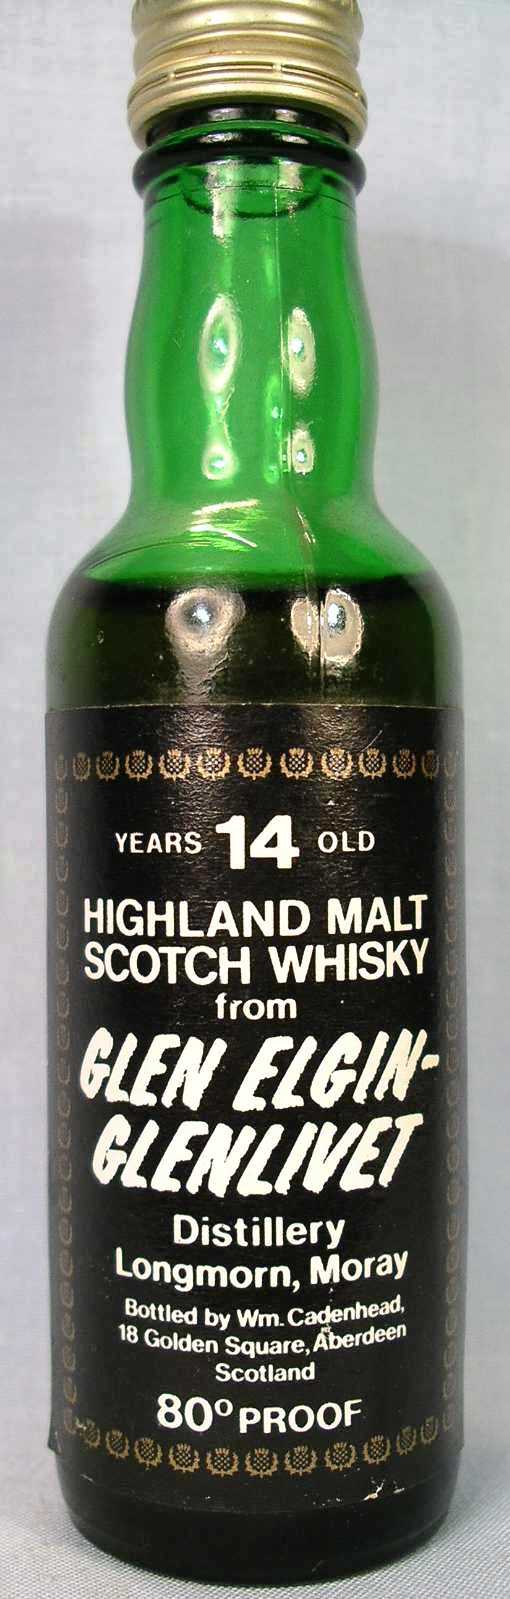 YEARS 14 OLD
HIGHLAND MALT
SCOTCH WHISKY
from
GLEN ELGIN-
GLENLIVET
Distillery
Longmorn, Moray
Bottled by Wm. Cadenhead,
18 Golden Square, Aberdeen
Scotland
80º PROOF